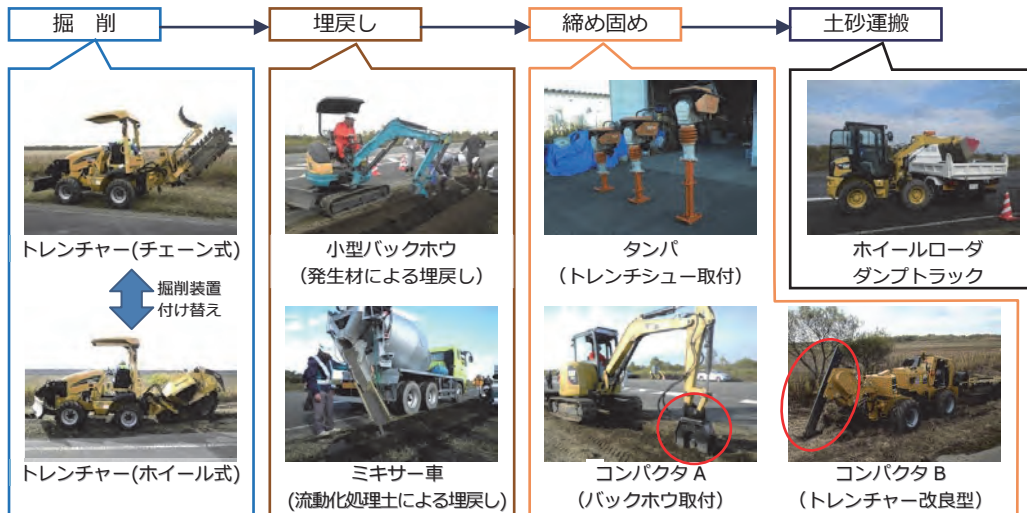 掘 削
埋戻し
締め固め
土砂運搬
トレンチャー(チェーン式)
掘削装置
付け替え
トレンチャー(ホイール式)
小型バックホウ
(発生材による埋戻し)
ミキサー車
(流動化処理土による埋戻し)
タンパ
(トレンチシュー取付)
コンパクタ A
(バックホウ取付)
ホイールローダ
ダンプトラック
コンパクタ B
(トレンチャー改良型)